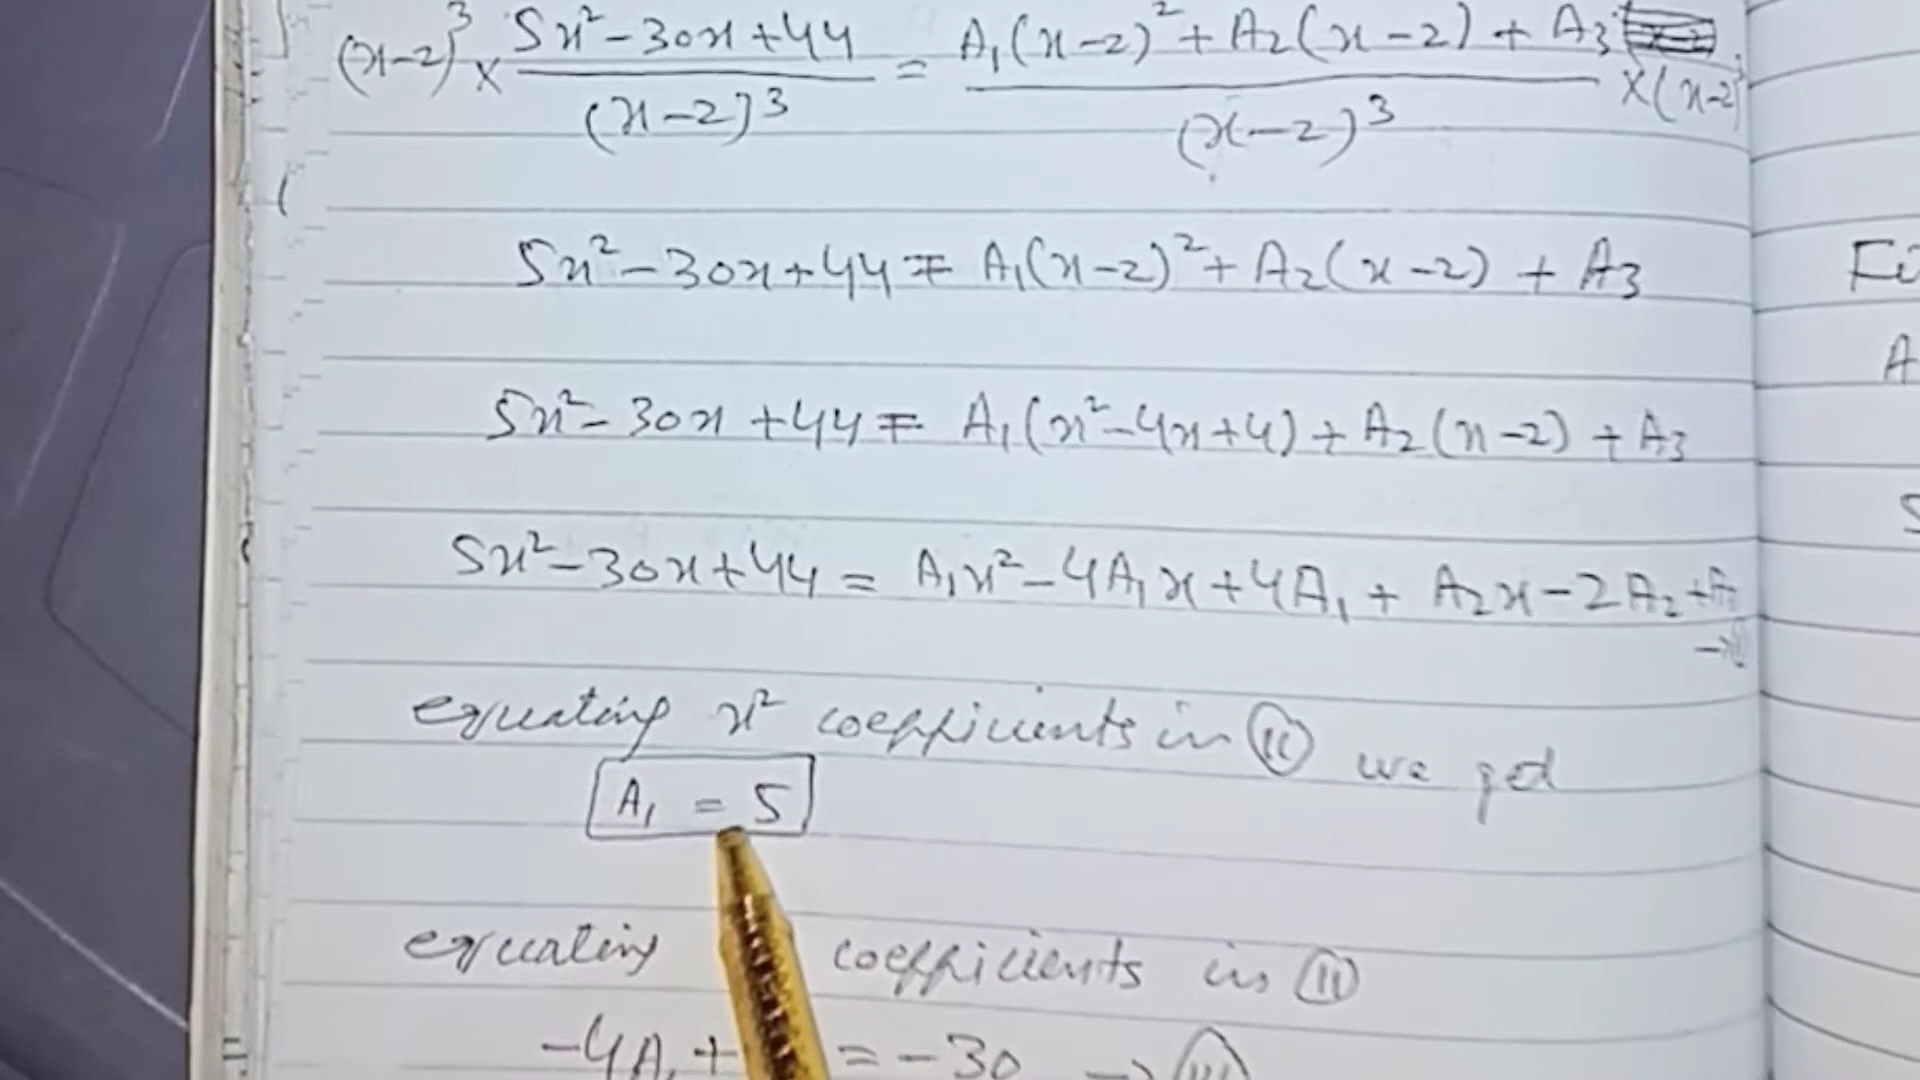 (x-2)³ × 5x²-30x+44 / (x-2)³ = A₁(x-2)² + A₂(x-2) + A₃ / (x-2)³ × (x-2)³
5x²-30x+44 = A₁(x-2)² + A₂(x-2) + A₃
5x²-30x+44 = A₁(x²-4x+4) + A₂(x-2) + A₃
5x²-30x+44 = A₁x²-4A₁x+4A₁ + A₂x-2A₂ +A
equating x² coefficients in (II) we get
A₁ = 5
equating coefficients in (II)
-4A₁+ = -30 → (III)
A
S
=